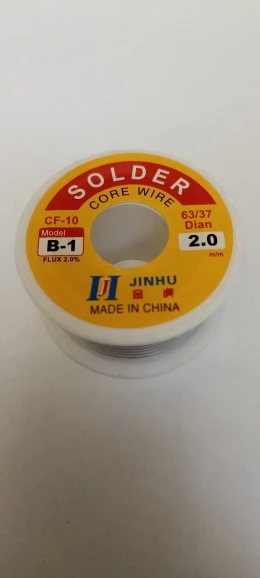 SOLDER
CORE WIRE
CF-10
63/37
Model
Dian
B-1
2.0
FLUX 2.0%
m/m
JINHU
金虎
MADE IN CHINA